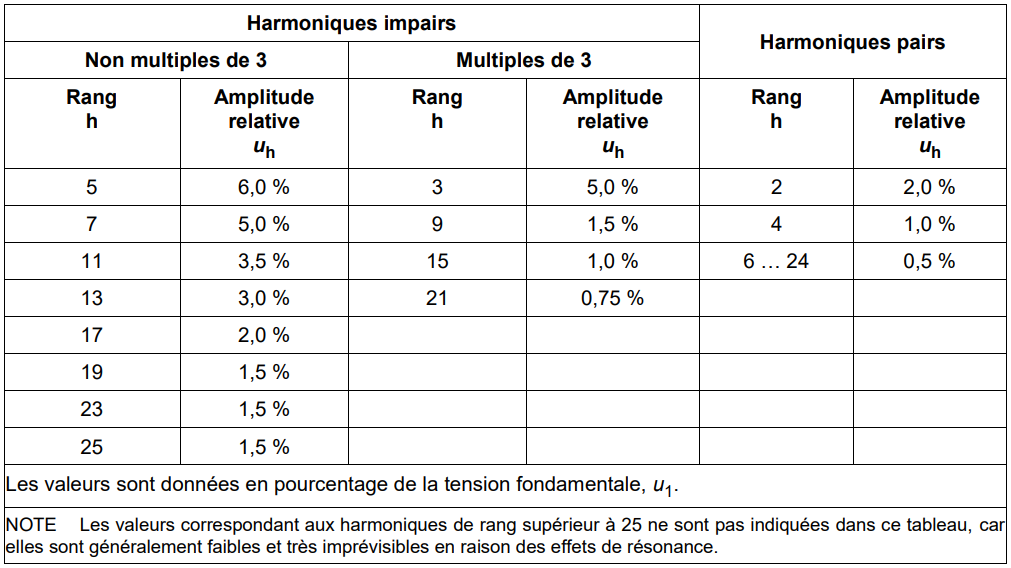 Harmoniques impairs
Harmoniques pairs
Non multiples de 3
Multiples de 3
Rang
h
Amplitude
relative
uh
Rang
h
Amplitude
relative
uh
Rang
h
Amplitude
relative
uh
5 6,0 % 3 5,0 % 2 2,0 %
7 5,0 % 9 1,5 % 4 1,0 %
11 3,5 % 15 1,0 % 6 … 24 0,5 %
13 3,0 % 21 0,75 %
17 2,0 %
19 1,5 %
23 1,5 %
25 1,5 %
Les valeurs sont données en pourcentage de la tension fondamentale, u1.
NOTE Les valeurs correspondant aux harmoniques de rang supérieur à 25 ne sont pas indiquées dans ce tableau, car
elles sont généralement faibles et très imprévisibles en raison des effets de résonance.